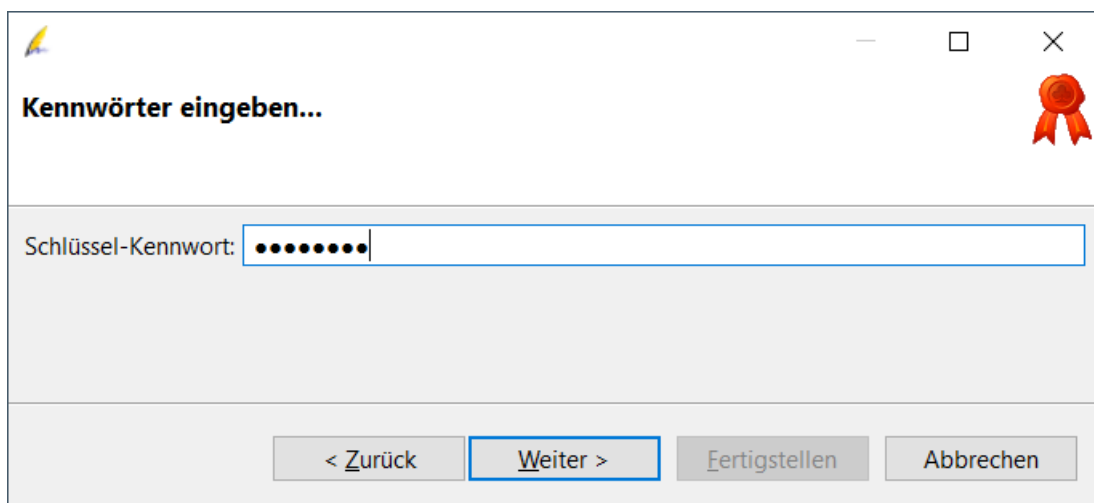 Kennwörter eingeben...
Schlüssel-Kennwort: ●●●●●●●●
< Zurück
Weiter >
Fertigstellen
Abbrechen